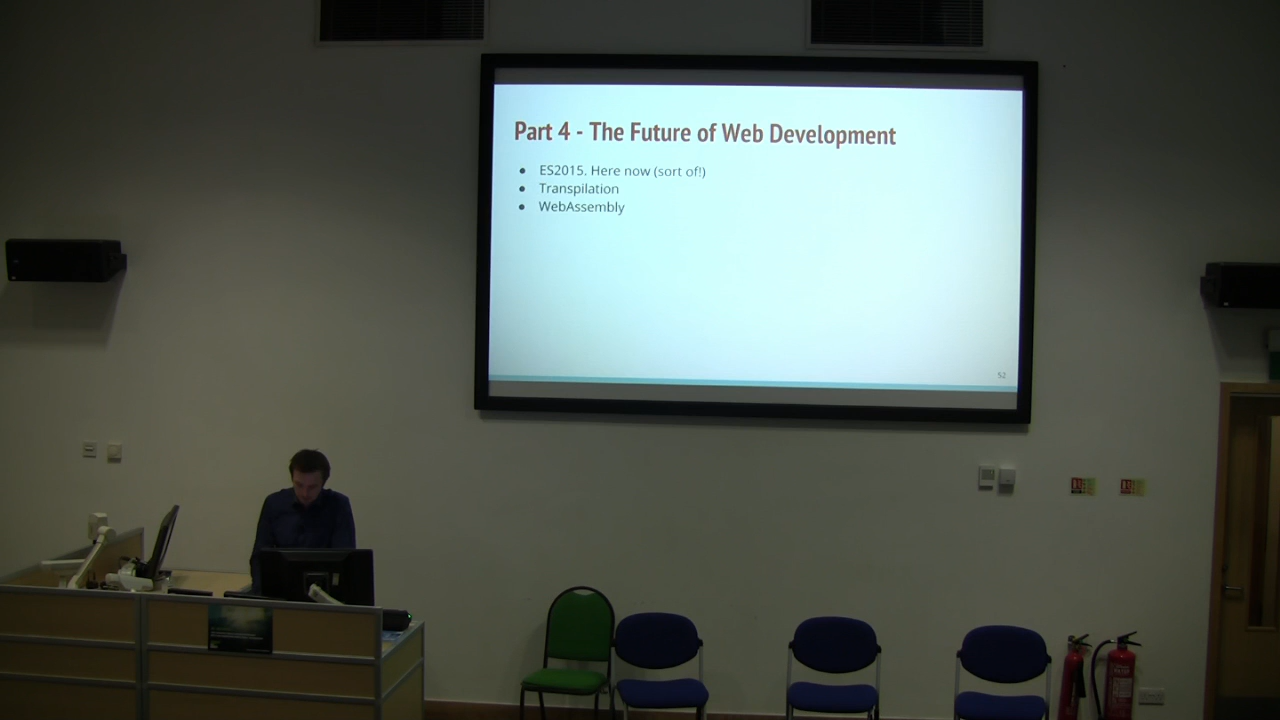 Part 4 - The Future of Web Development
● ES2015. Here now (sort of!)
● Transpilation
● WebAssembly
52